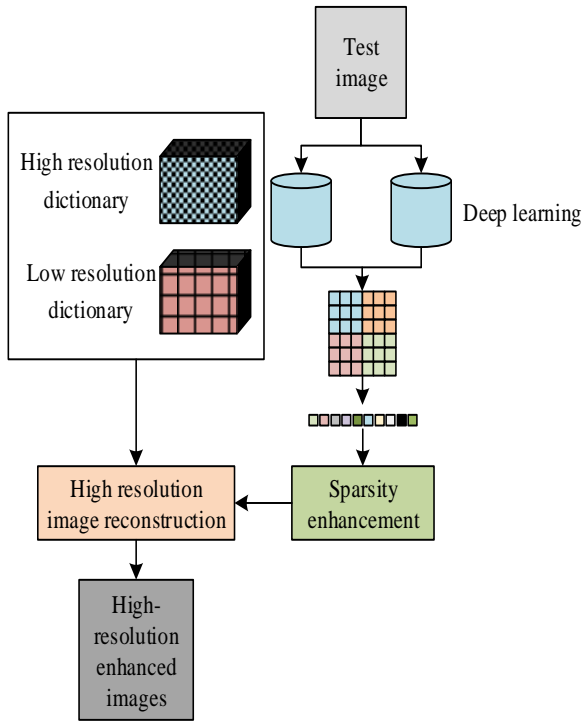 Test
image
High resolution
dictionary
Deep learning
Low resolution
dictionary
High resolution
image reconstruction
Sparsity
enhancement
High-
resolution
enhanced
images